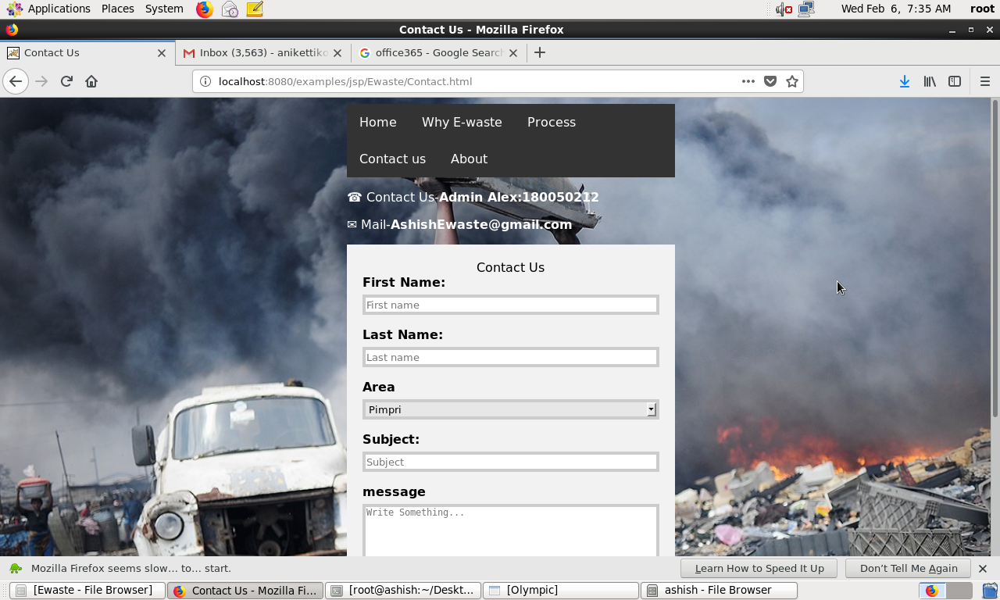 Applications Places System
Wed Feb 6, 7:35 AM root
Contact Us - Mozilla Firefox
Contact Us
Inbox (3,563) - anikettiko
office365 - Google Search
localhost:8080/examples/jsp/Ewaste/Contact.html
Home Why E-waste Process
Contact us About
☎ Contact Us-Admin Alex:180050212
✉ Mail-AshishEwaste@gmail.com
Contact Us
First Name:
First name
Last Name:
Last name
Area
Pimpri
Subject:
Subject
message
Write Something...
Mozilla Firefox seems slow... to... start.
Learn How to Speed It Up
Don't Tell Me Again
[Ewaste - File Browser]
Contact Us - Mozilla Fi...
[root@ashish:~/Deskt...
[Olympic]
ashish - File Browser